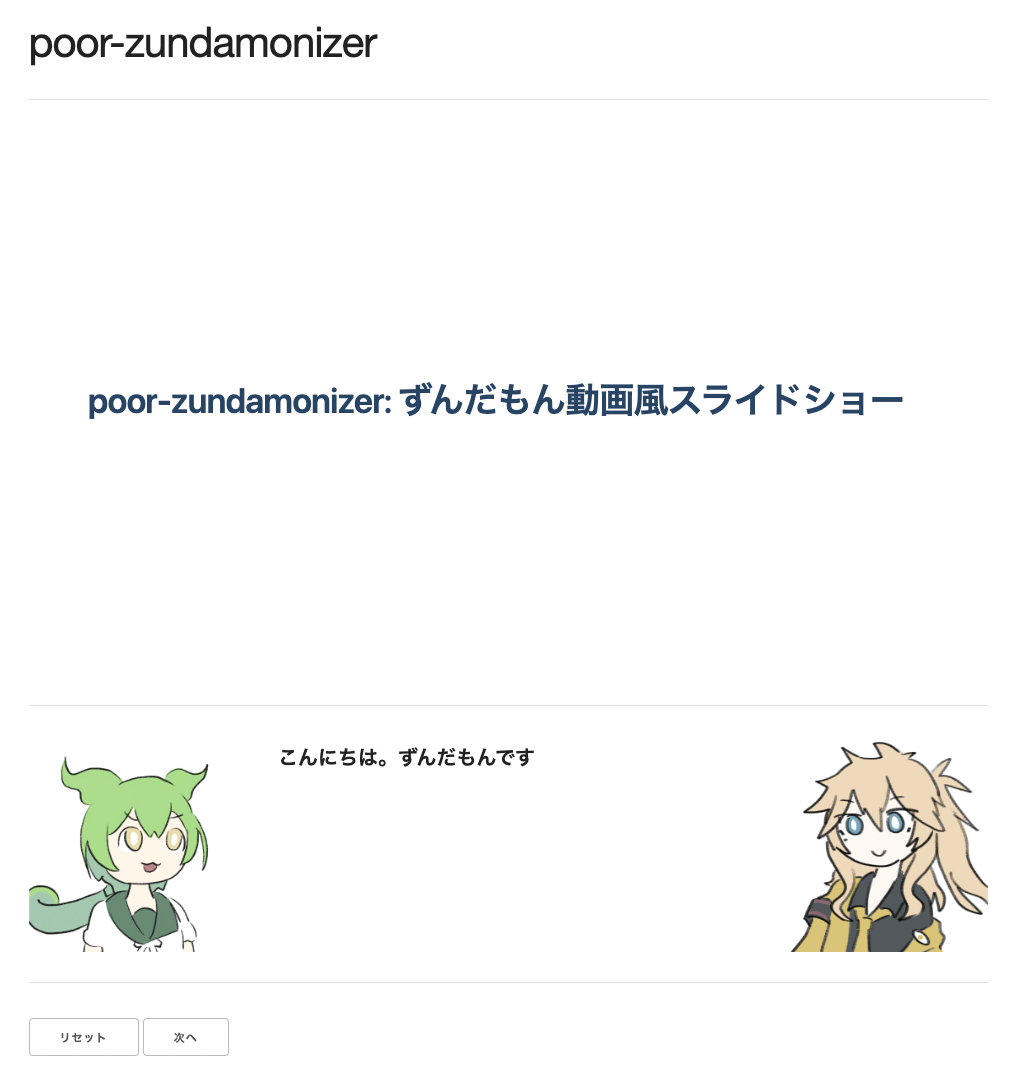 poor-zundamonizer
poor-zundamonizer: ずんだもん動画風スライドショー
こんにちは。ずんだもんです
リセット
次へ